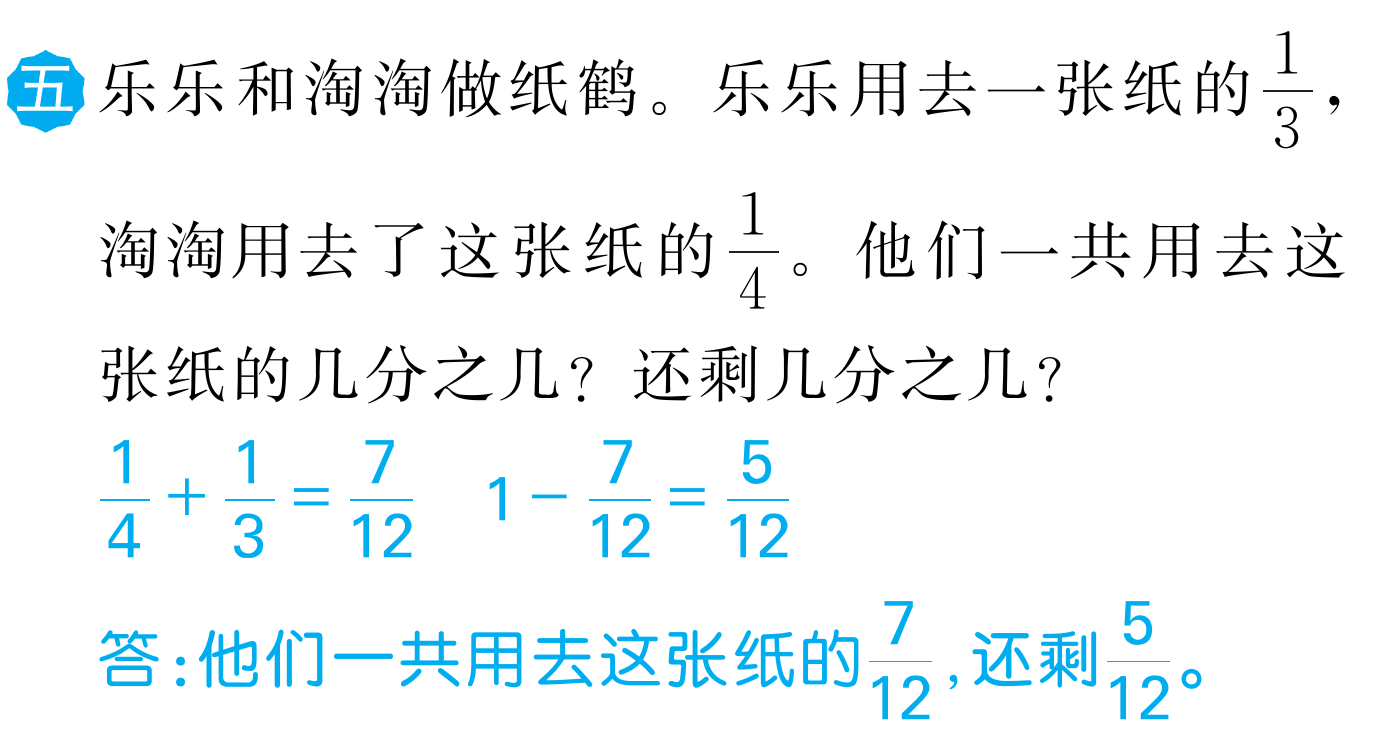 五 乐乐和淘淘做纸鹤。乐乐用去一张纸的1/3，
淘淘用去了这张纸的1/4。他们一共用去这
张纸的几分之几？还剩几分之几？
1/4+1/3=7/12 1-7/12=5/12
答:他们一共用去这张纸的7/12,还剩5/12。